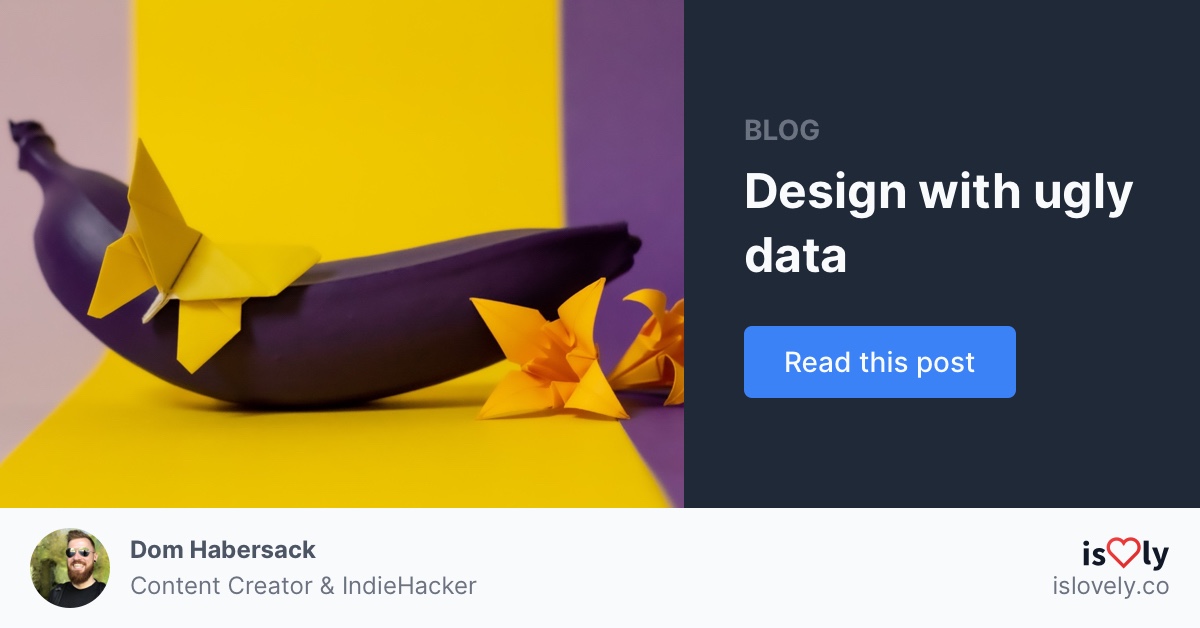 BLOG
Design with ugly
data
Read this post
Dom Habersack
Content Creator & IndieHacker
is♡ly
islovely.co